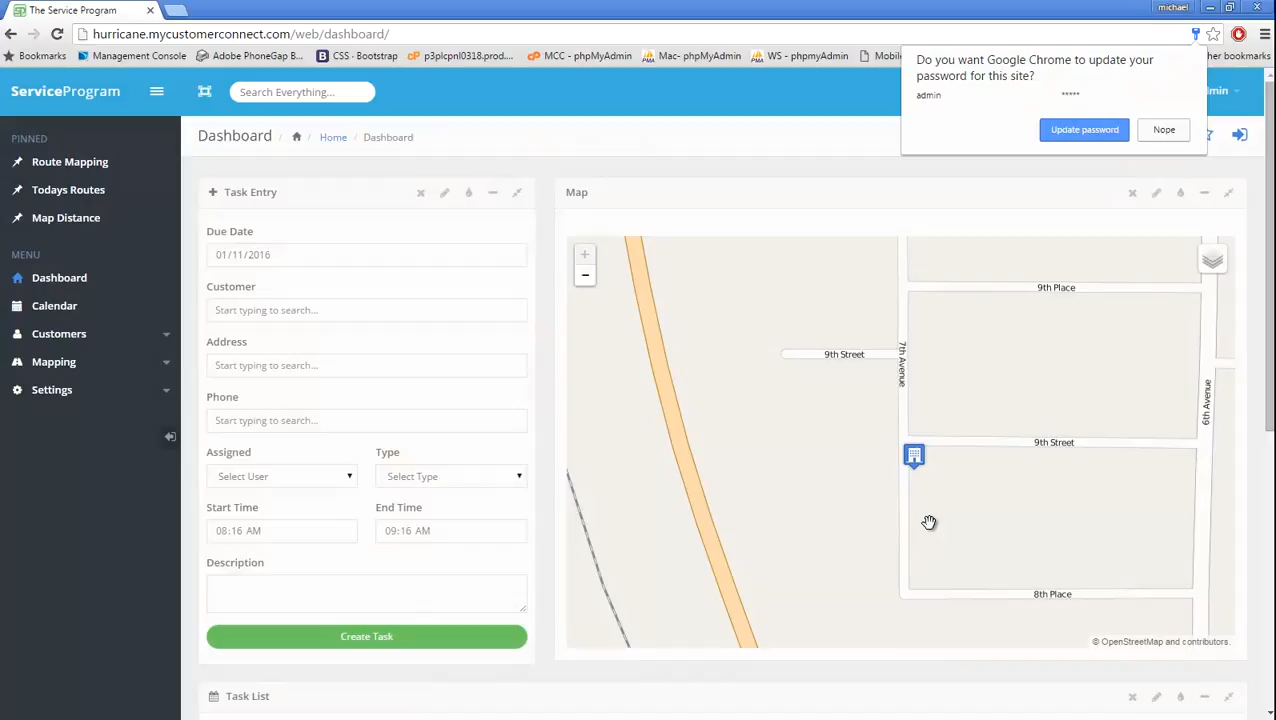 The Service Program
michael
hurricane.mycustomerconnect.com/web/dashboard/
Bookmarks Management Console Adobe PhoneGap B... CSS - Bootstrap p3plcpnl0318.prod.... MCC - phpMyAdmin Mac- phpMyAdmin WS - phpMyAdmin
Do you want Google Chrome to update your
password for this site?
admin *****
Update password Nope
ServiceProgram
Search Everything...
Dashboard / Home / Dashboard
PINNED
Route Mapping
Todays Routes
Map Distance
MENU
Dashboard
Calendar
Customers
Mapping
Settings
Task Entry
Due Date
01/11/2016
Customer
Start typing to search...
Address
Start typing to search...
Phone
Start typing to search...
Assigned Type
Select User Select Type
Start Time End Time
08:16 AM 09:16 AM
Description
Create Task
Map
+
−
9th Place
9th Street
7th Avenue
6th Avenue
9th Street
8th Place
© OpenStreetMap and contributors.
Task List